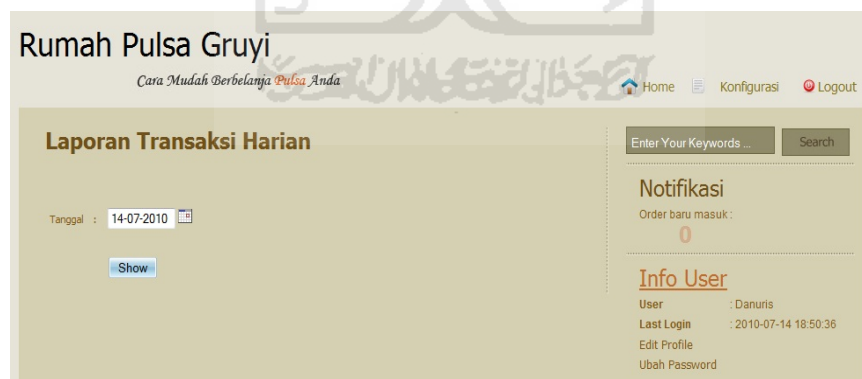 Rumah Pulsa Gruyi
Cara Mudah Berbelanja Pulsa Anda
Home Konfigurasi Logout
Laporan Transaksi Harian
Tanggal : 14-07-2010
Show
Enter Your Keywords ... Search
Notifikasi
Order baru masuk :
0
Info User
User : Danuris
Last Login : 2010-07-14 18:50:36
Edit Profile
Ubah Password